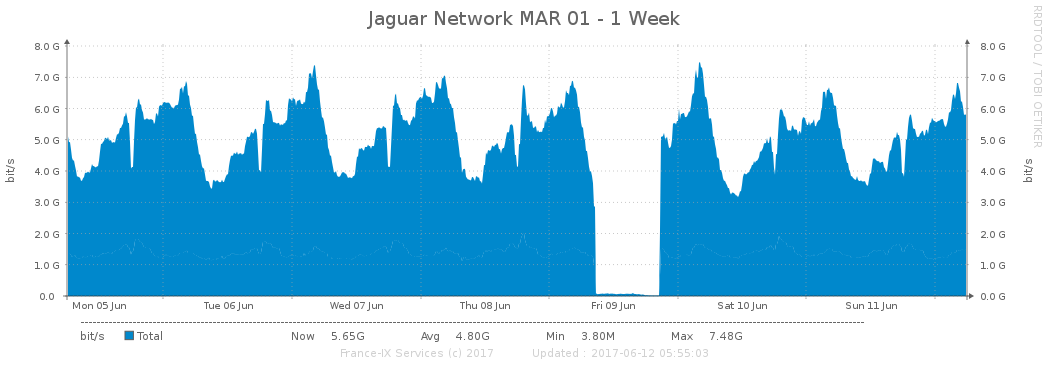 Jaguar Network MAR 01 - 1 Week
RRDTOOL / TOBI OETIKER
bit/s
8.0 G 8.0 G
7.0 G 7.0 G
6.0 G 6.0 G
5.0 G 5.0 G
4.0 G 4.0 G
3.0 G 3.0 G
2.0 G 2.0 G
1.0 G 1.0 G
0.0 0.0 G
bit/s
Mon 05 Jun Tue 06 Jun Wed 07 Jun Thu 08 Jun Fri 09 Jun Sat 10 Jun Sun 11 Jun
bit/s Total Now 5.65G Avg 4.80G Min 3.80M Max 7.48G
France-IX Services (c) 2017 Updated : 2017-06-12 05:55:03